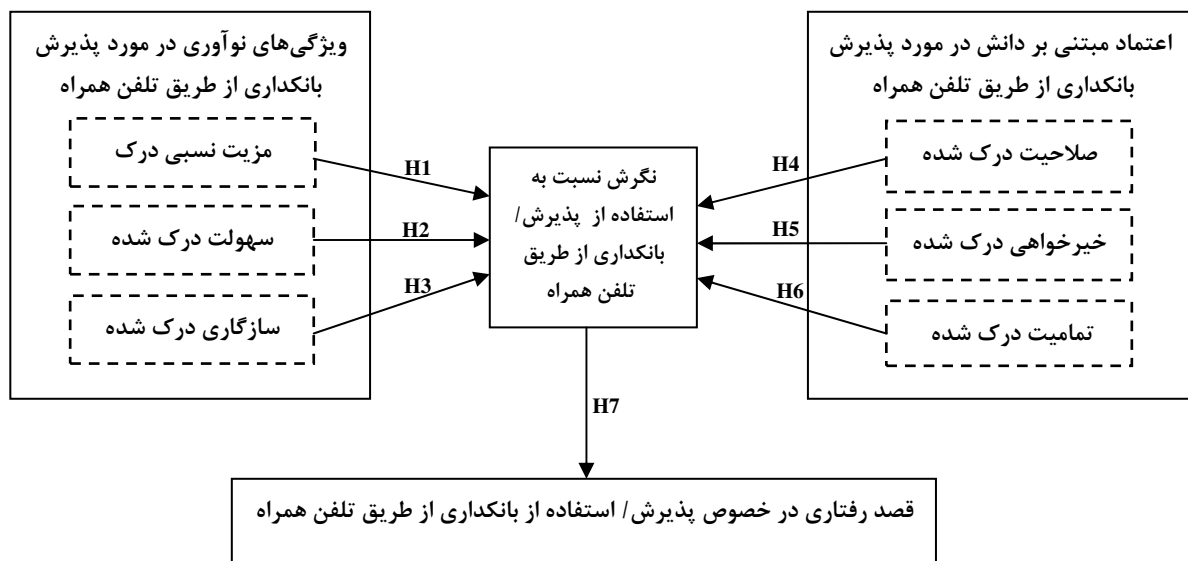 اعتماد مبتنی بر دانش در مورد پذیرش
بانکداری از طریق تلفن همراه
صلاحیت درک شده
خیرخواهی درک شده
تمامیت درک شده
H4
H5
H6
نگرش نسبت به
استفاده از پذیرش/
بانکداری از طریق
تلفن همراه
ویژگی‌های نوآوری در مورد پذیرش
بانکداری از طریق تلفن همراه
مزیت نسبی درک
سهولت درک شده
سازگاری درک شده
H1
H2
H3
H7
قصد رفتاری در خصوص پذیرش/ استفاده از بانکداری از طریق تلفن همراه